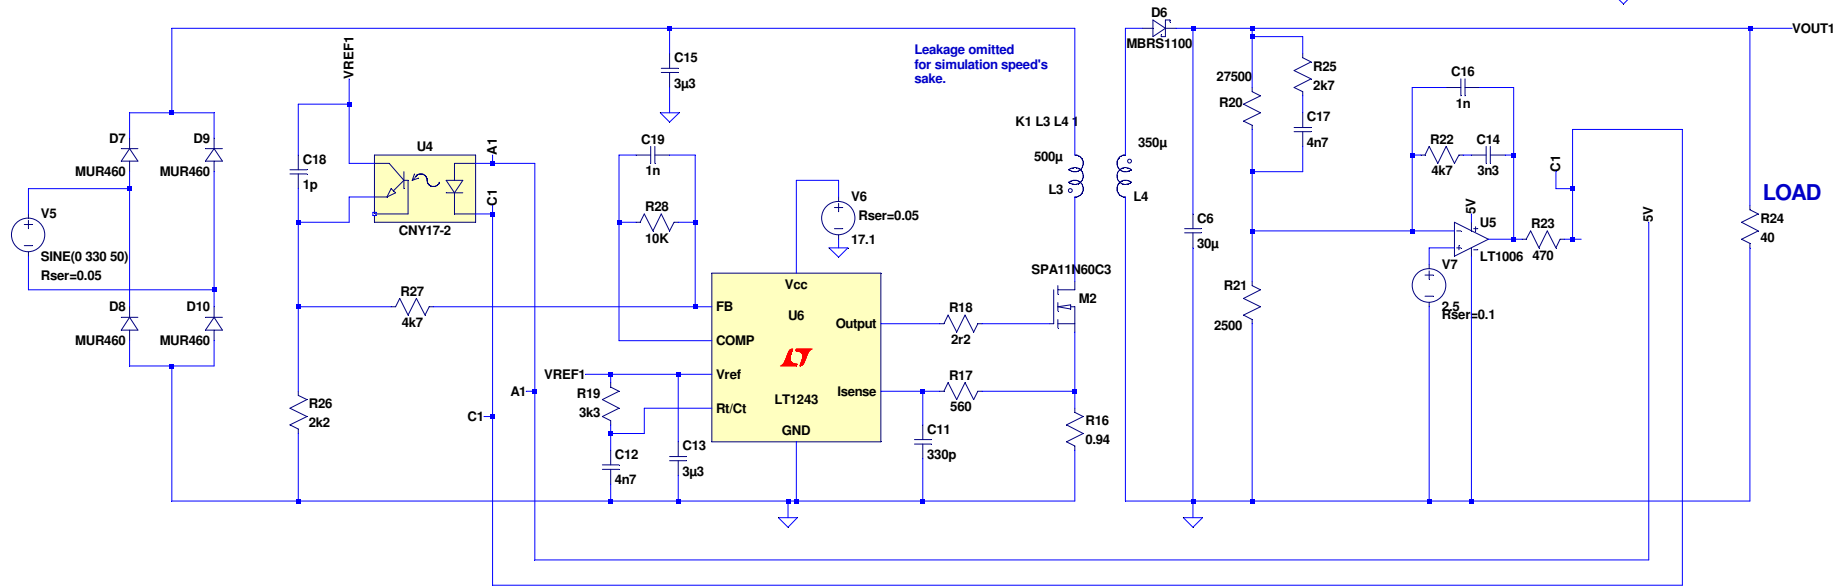 D6
MBRS1100
VOUT1
VREF1
C15
3µ3
Leakage omitted
for simulation speed's
sake.
27500
R20
R25
2k7
C17
4n7
C16
1n
D7
MUR460
D9
MUR460
C18
1p
U4
CNY17-2
A1
C1
C19
1n
R28
10K
K1 L3 L4 1
500µ
L3
350µ
L4
R22
4k7
C14
3n3
C1
LOAD
V5
SINE(0 330 50)
Rser=0.05
V6
Rser=0.05
17.1
C6
30µ
5V
U5
LT1006
R23
470
5V
R24
40
D8
MUR460
D10
MUR460
R27
4k7
SPA11N60C3
M2
R21
2500
V7
2.5
Rser=0.1
Vcc
FB
U6
Output
COMP
Vref
Isense
LT1243
Rt/Ct
GND
R18
2r2
R17
560
R16
0.94
VREF1
R19
3k3
A1
C1
R26
2k2
C12
4n7
C13
3µ3
C11
330p